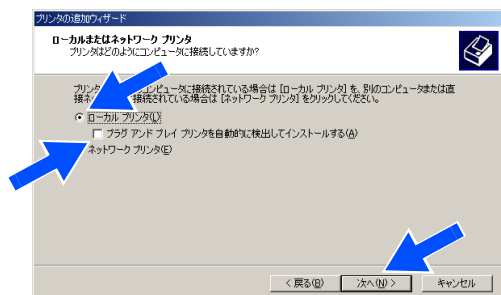 プリンタの追加ウィザード
ローカルまたはネットワーク プリンタ
プリンタはどのようにコンピュータに接続していますか?
プリンタ コンピュータに接続されている場合は [ローカル プリンタ] を、別のコンピュータまたは直
接ネ 接続されている場合は [ネットワーク プリンタ] をクリックしてください。
ローカル プリンタ(L)
プラグ アンド プレイ プリンタを自動的に検出してインストールする(A)
ネットワーク プリンタ(E)
< 戻る(B)
次へ(N) >
キャンセル